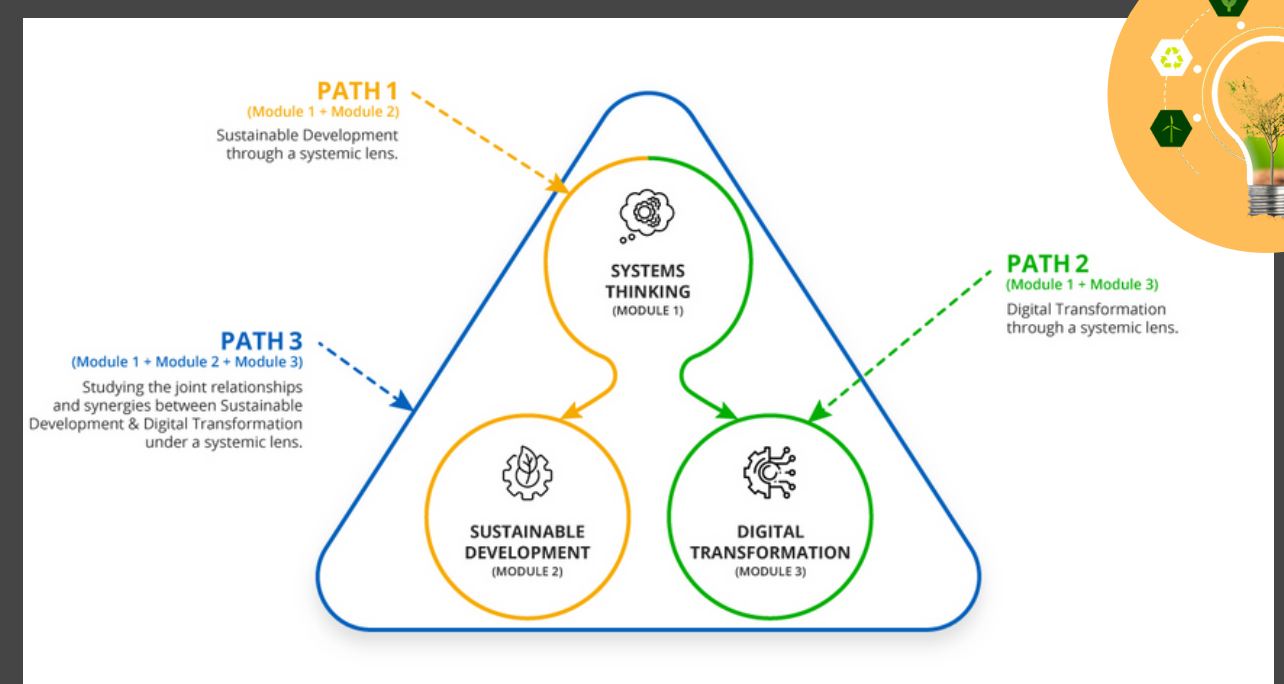 PATH 1
(Module 1 + Module 2)
Sustainable Development
through a systemic lens.
SYSTEMS
THINKING
(MODULE 1)
PATH 2
(Module 1 + Module 3)
Digital Transformation
through a systemic lens.
PATH 3
(Module 1 + Module 2 + Module 3)
Studying the joint relationships
and synergies between Sustainable
Development & Digital Transformation
under a systemic lens.
SUSTAINABLE
DEVELOPMENT
(MODULE 2)
DIGITAL
TRANSFORMATION
(MODULE 3)